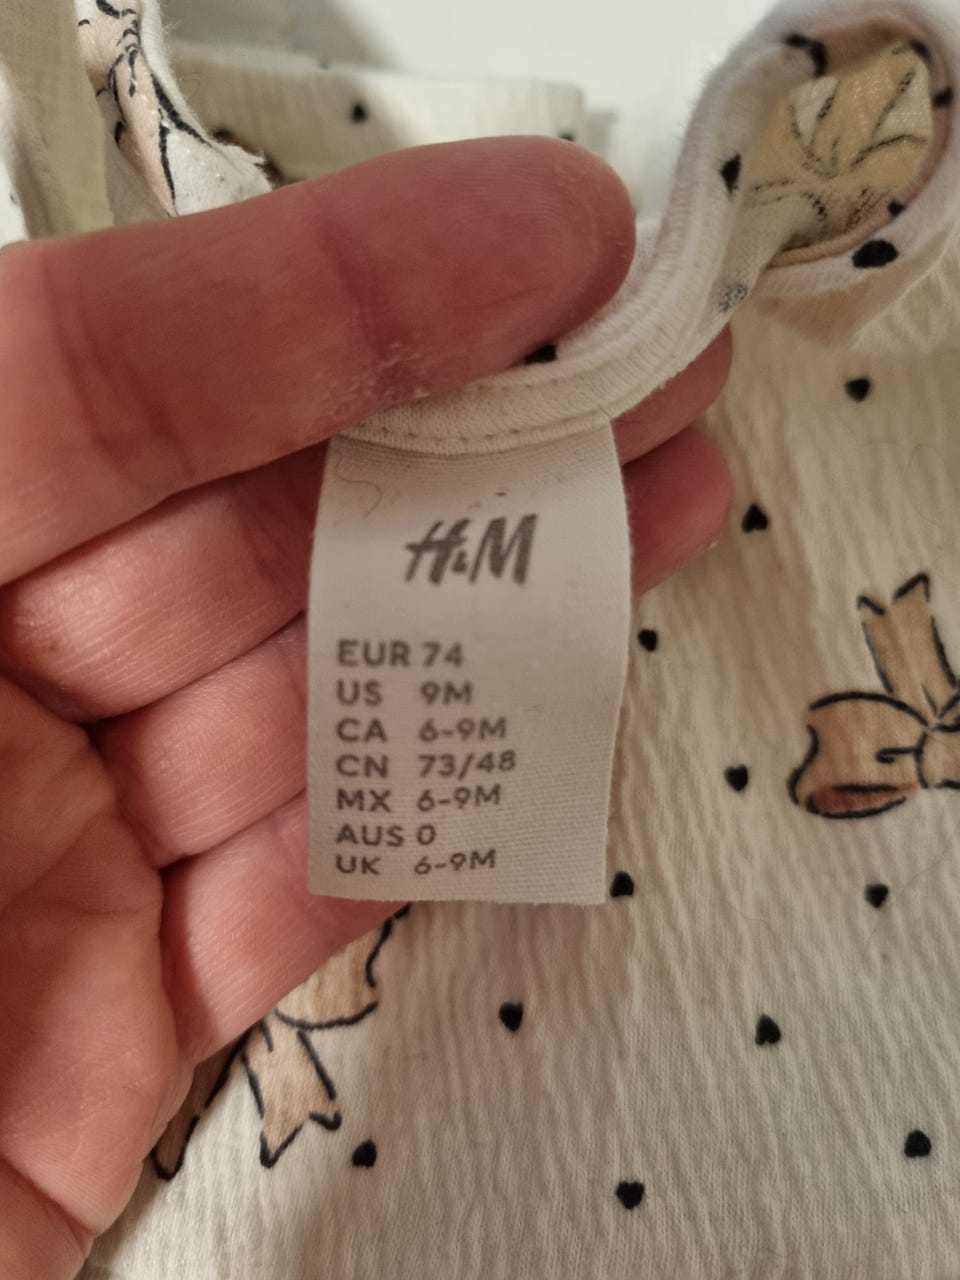 H&M
EUR 74
US 9M
CA 6-9M
CN 73/48
MX 6-9M
AUS 0
UK 6-9M